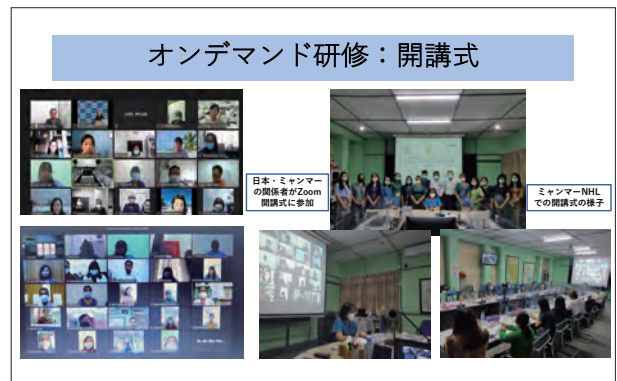 オンデマンド研修：開講式
日本・ミャンマー
の関係者がZoom
開講式に参加
ミャンマーNHL
での開講式の様子